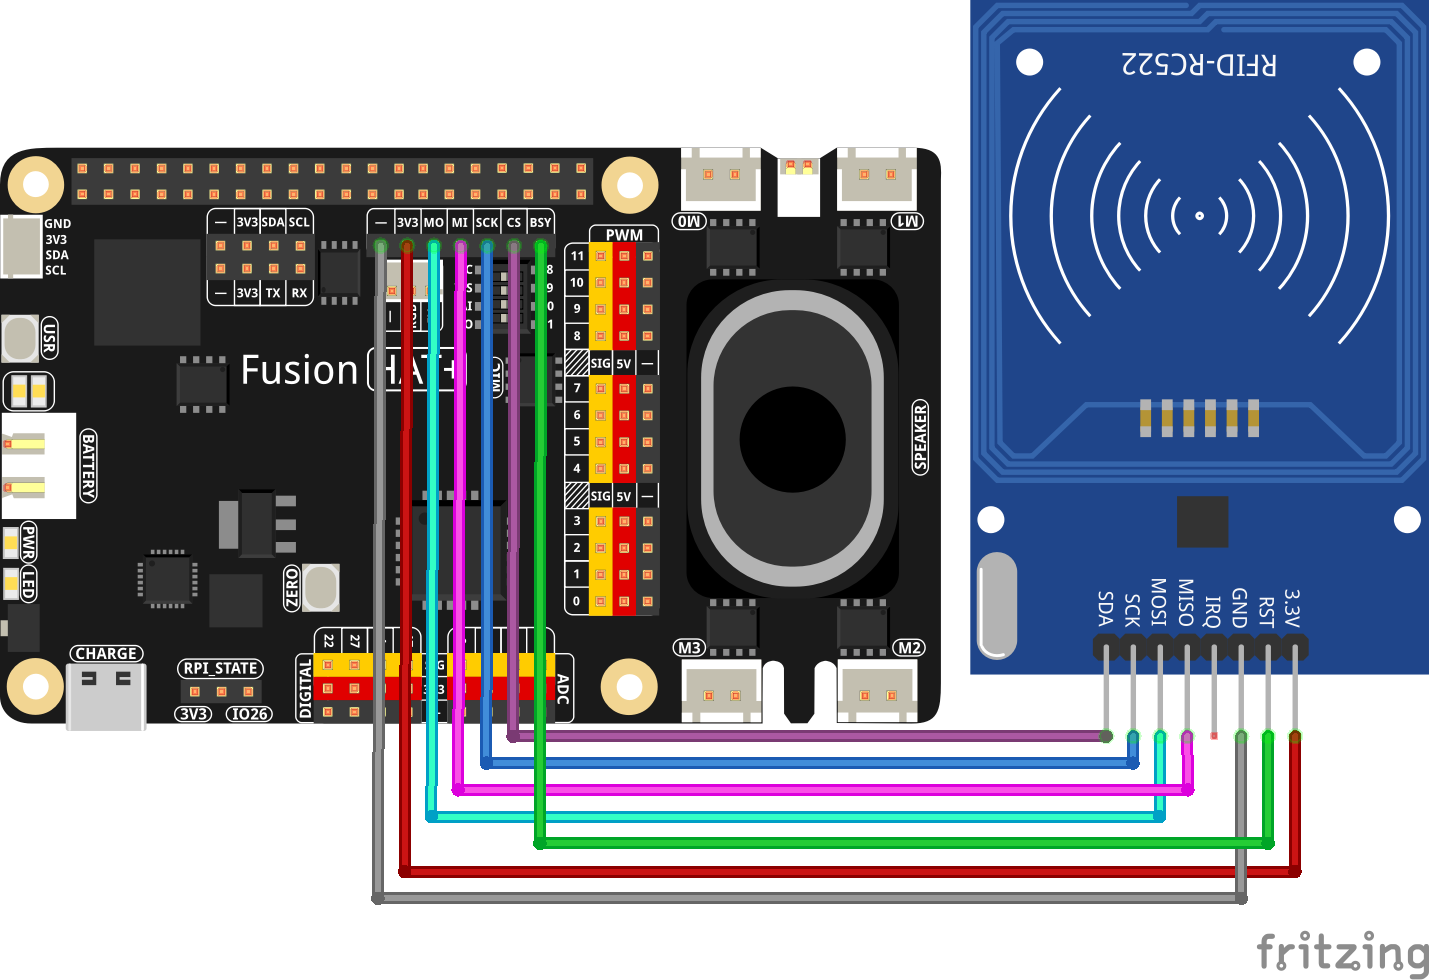 RFID-RC522
GND
3V3
SDA
SCL
— 3V3 SDA SCL
— 3V3 TX RX
— 3V3 MO MI SCK CS BSY
M0
M1
PWM
11
10
9
8
SIG 5V —
7
6
5
4
SIG 5V —
3
2
1
0
USR
Fusion HAT+
MIC
BATTERY
SPEAKER
PWR
LED
ZERO
CHARGE
RPI_STATE
3V3 IO26
22 27
DIGITAL
ADC
M3
M2
SDA
SCK
MOSI
MISO
IRQ
GND
RST
3.3V
fritzing